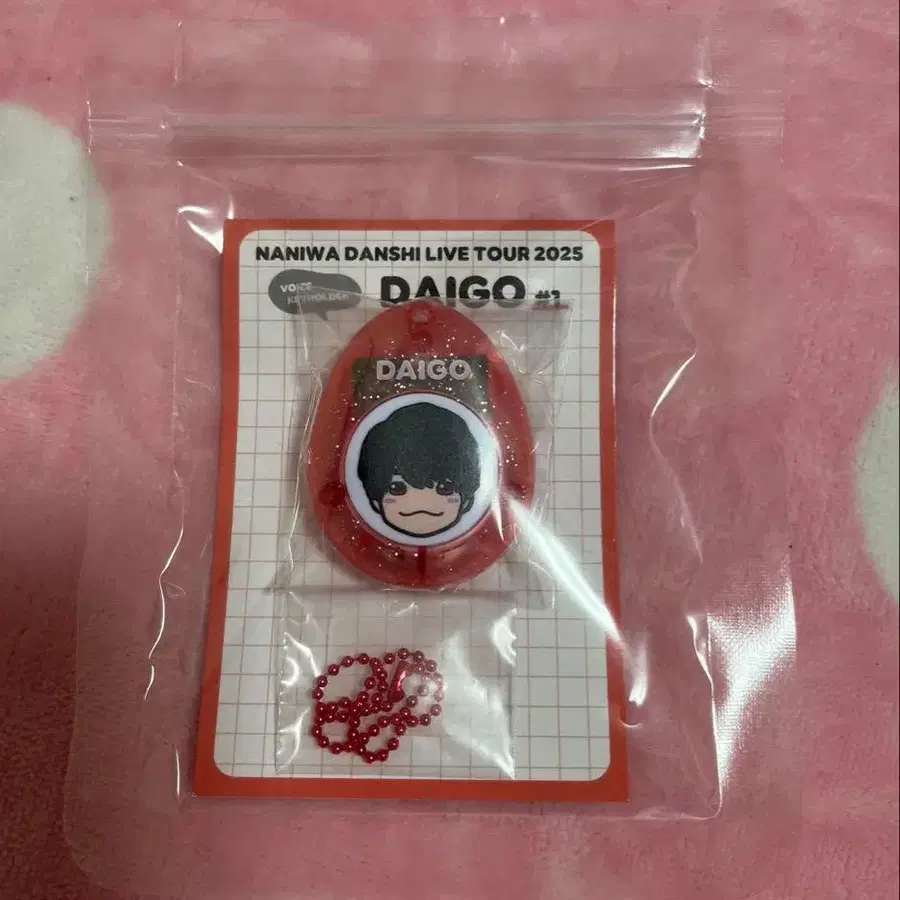 NANIWA DANSHI LIVE TOUR 2025
VOICE
KEYHOLDER
DAIGO #1
DAIGO